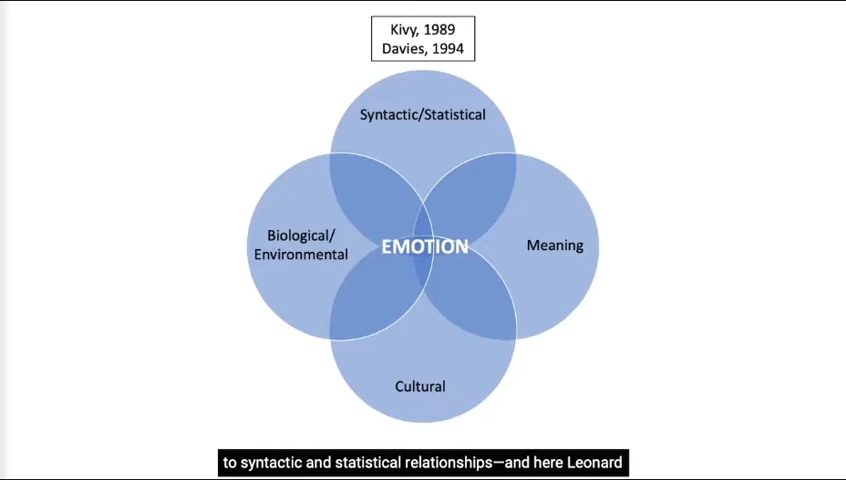 Kivy, 1989
Davies, 1994
Syntactic/Statistical
Biological/
Environmental
EMOTION
Meaning
Cultural
to syntactic and statistical relationships—and here Leonard